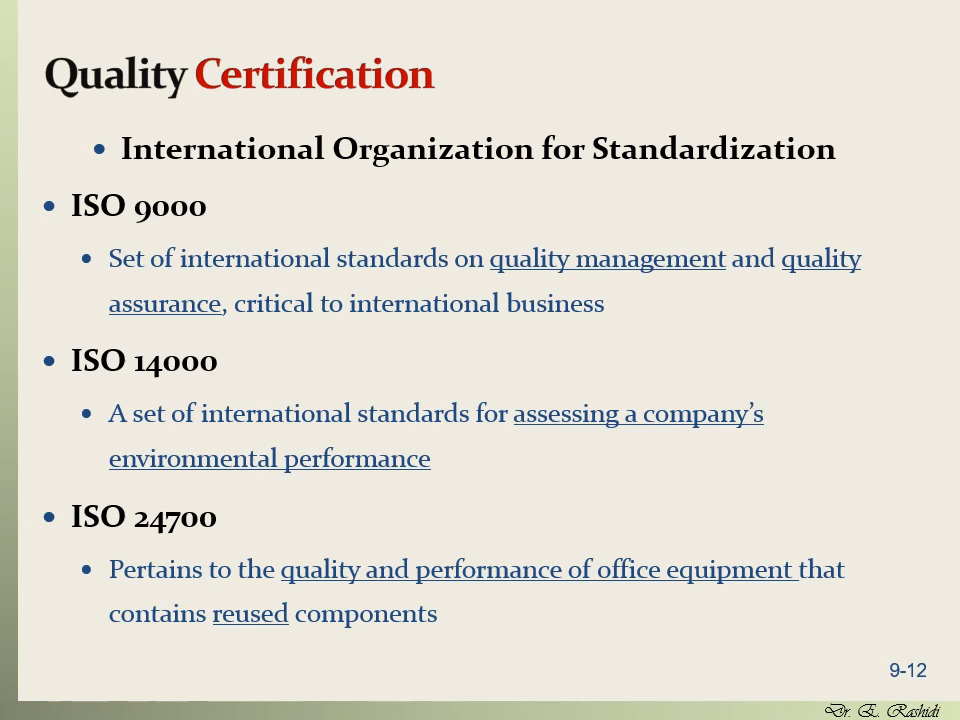 Quality Certification
• International Organization for Standardization
• ISO 9000
• Set of international standards on quality management and quality
assurance, critical to international business
• ISO 14000
• A set of international standards for assessing a company’s
environmental performance
• ISO 24700
• Pertains to the quality and performance of office equipment that
contains reused components
9-12
Dr. E. Rashidi